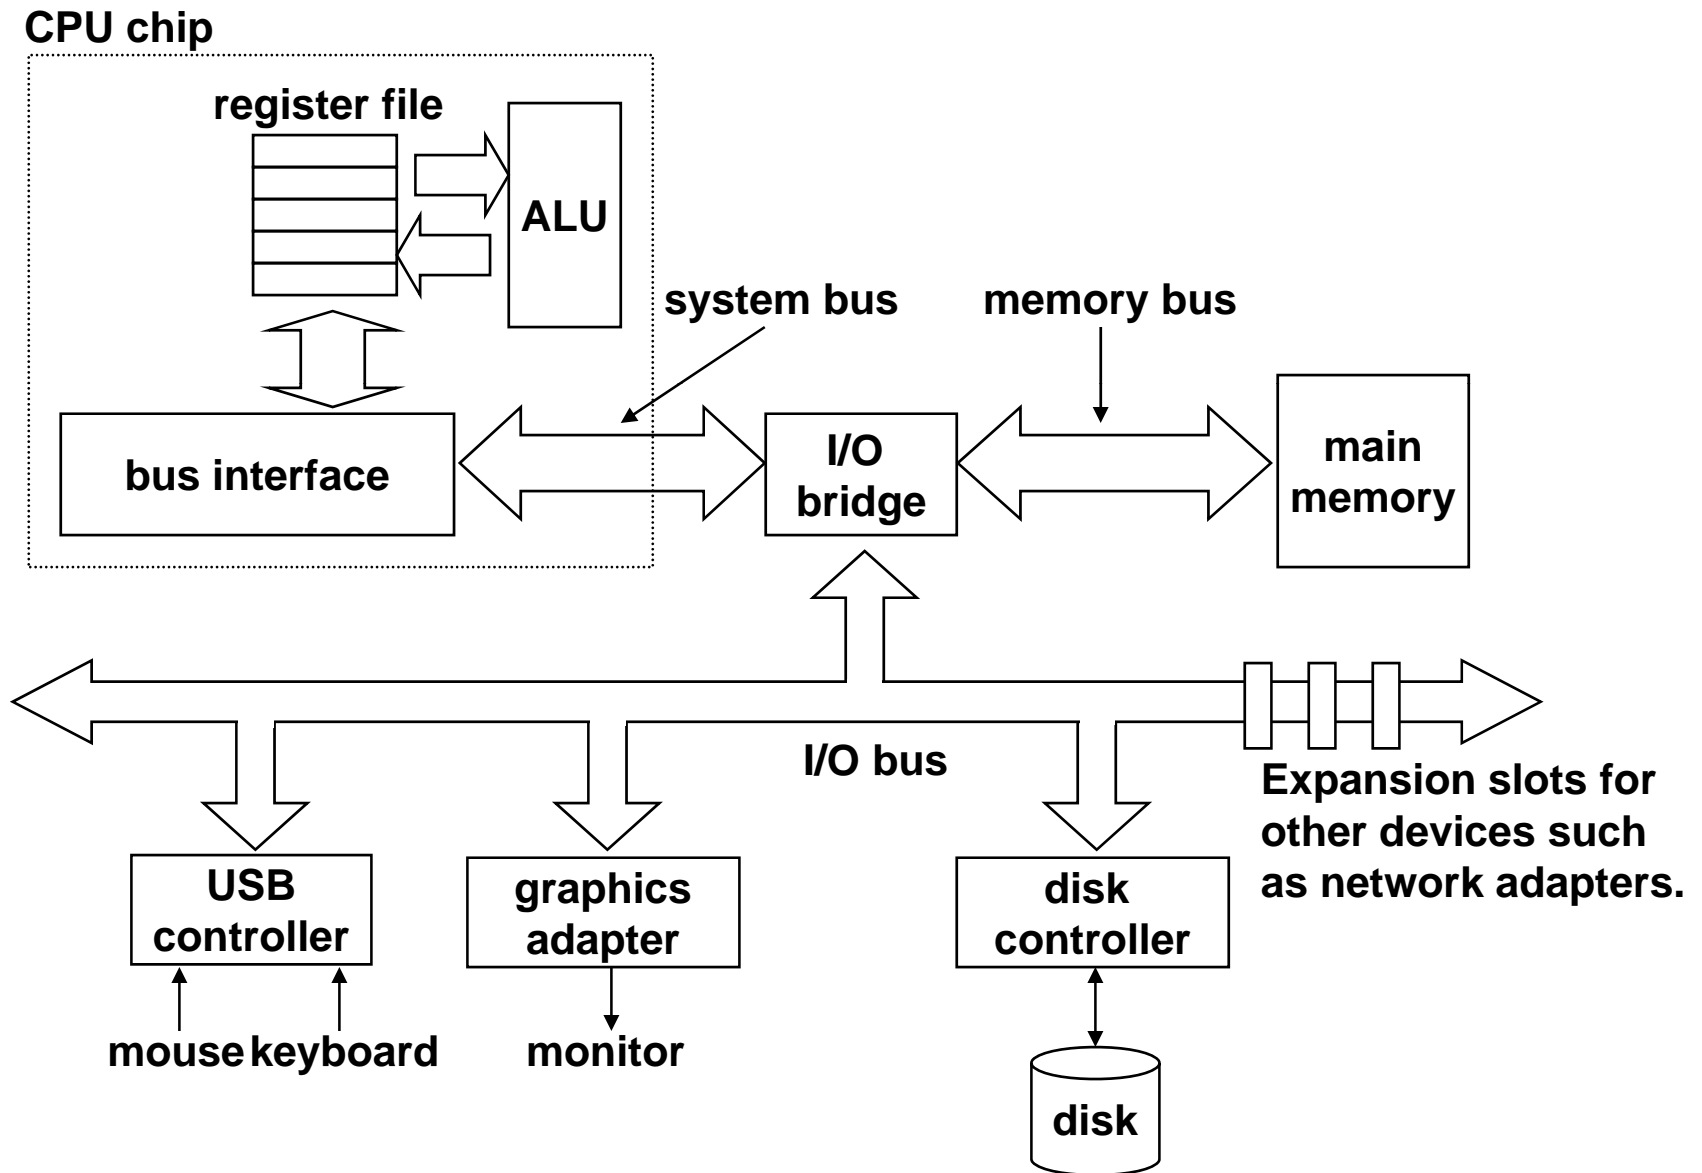 CPU chip
register file
ALU
system bus
memory bus
bus interface
I/O
bridge
main
memory
I/O bus
Expansion slots for
other devices such
as network adapters.
USB
controller
graphics
adapter
disk
controller
mouse
keyboard
monitor
disk